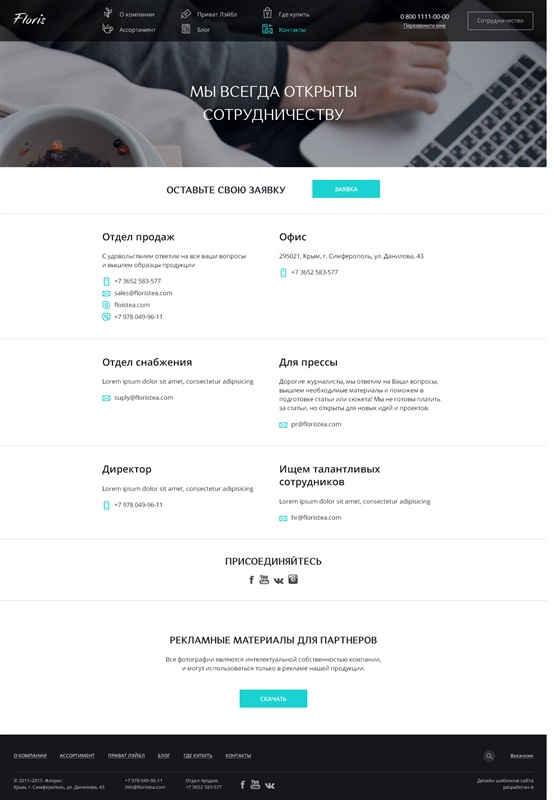 Floris
О компании
Приват Лэйбл
Где купить
Ассортимент
Блог
Контакты
0 800 1111-00-00
Перезвоните мне
Сотрудничество
МЫ ВСЕГДА ОТКРЫТЫ
СОТРУДНИЧЕСТВУ
ОСТАВЬТЕ СВОЮ ЗАЯВКУ
ЗАЯВКА
Отдел продаж
С удовольствием ответим на все ваши вопросы
и вышлем образцы продукции
+7 3652 583-577
sales@floristea.com
floistea.com
+7 978 049-96-11
Офис
295021, Крым, г. Симферополь, ул. Данилова, 43
+7 3652 583-577
Отдел снабжения
Lorem ipsum dolor sit amet, consectetur adipisicing
suply@floristea.com
Для прессы
Дорогие журналисты, мы ответим на Ваши вопросы,
вышлем необходимые материалы и поможем в
подготовке статьи или сюжета! Мы не готовы платить
за статьи, но открыты для новых идей и проектов.
pr@floristea.com
Директор
Lorem ipsum dolor sit amet, consectetur adipisicing
+7 978 049-96-11
Ищем талантливых
сотрудников
Lorem ipsum dolor sit amet, consectetur adipisicing
hr@floristea.com
ПРИСОЕДИНЯЙТЕСЬ
РЕКЛАМНЫЕ МАТЕРИАЛЫ ДЛЯ ПАРТНЕРОВ
Все фотографии являются интелектуальной собственностью компании,
и могут использоваться только в рекламе нашей продукции.
СКАЧАТЬ
О КОМПАНИИ
АССОРТИМЕНТ
ПРИВАТ ЛЭЙБЛ
БЛОГ
ГДЕ КУПИТЬ
КОНТАКТЫ
Вакансии
© 2011–2015. Флорис.
Крым, г. Симферополь, ул. Данилова, 43
+7 978 049-96-11
info@floristea.com
Отдел продаж:
+7 3652 583-577
Дизайн шаблонов сайта
разработан в